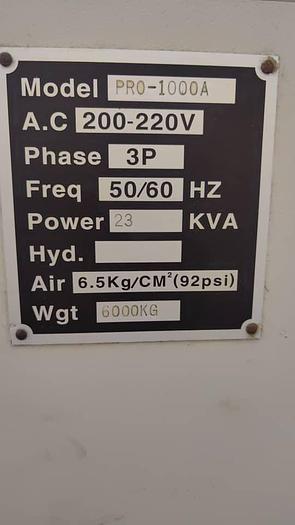 Model PRO-1000A
A.C 200-220V
Phase 3P
Freq 50/60 HZ
Power 23 KVA
Hyd.
Air 6.5Kg/CM²(92psi)
Wgt 6000KG